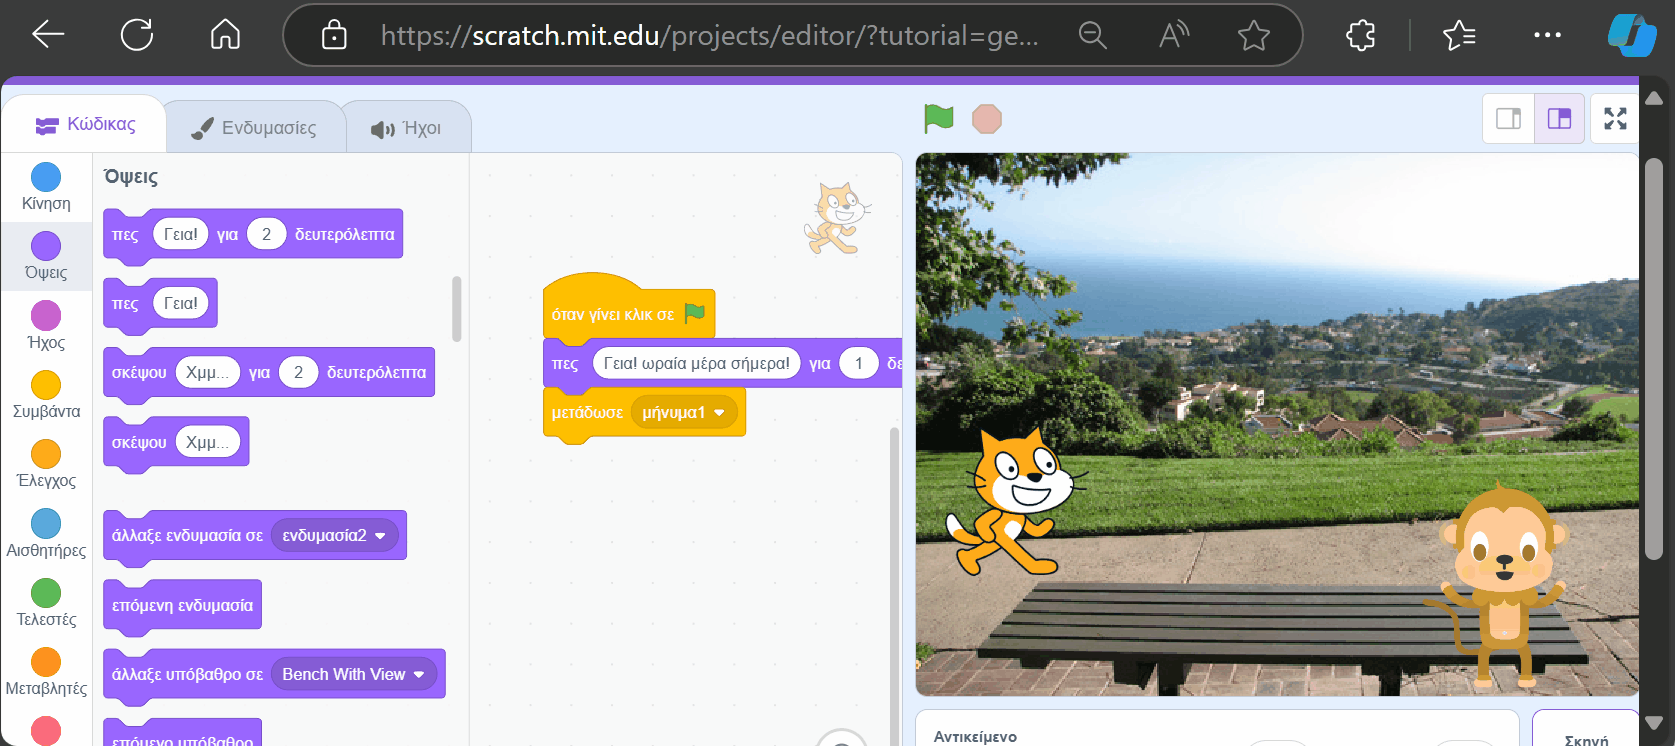 https://scratch.mit.edu/projects/editor/?tutorial=ge...
Κώδικας
Ενδυμασίες
Ήχοι
Κίνηση
Όψεις
Ήχος
Συμβάντα
Έλεγχος
Αισθητήρες
Τελεστές
Μεταβλητές
Όψεις
πες Γεια! για 2 δευτερόλεπτα
πες Γεια!
σκέψου Χμμ... για 2 δευτερόλεπτα
σκέψου Χμμ...
άλλαξε ενδυμασία σε ενδυμασία2
επόμενη ενδυμασία
άλλαξε υπόβαθρο σε Bench With View
επόμενο υπόβαθρο
όταν γίνει κλικ σε
πες Γεια! ωραία μέρα σήμερα! για 1 δε
μετάδωσε μήνυμα1
Αντικείμενο
Σκηνή